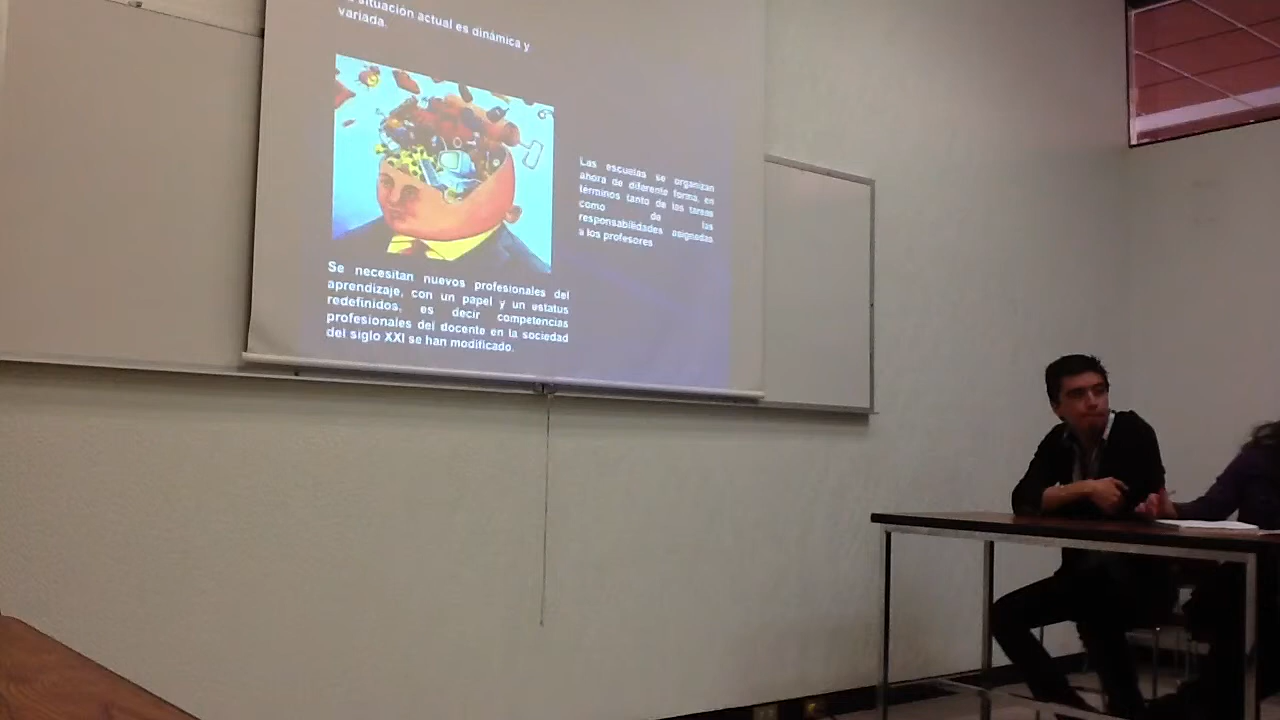 situación actual es dinámica y
variada.
Las escuelas se organizan
ahora de diferente forma, en
términos tanto de las tareas
como de las
responsabilidades asignadas
a los profesores
Se necesitan nuevos profesionales del
aprendizaje, con un papel y un estatus
redefinidos, es decir competencias
profesionales del docente en la sociedad
del siglo XXI se han modificado.